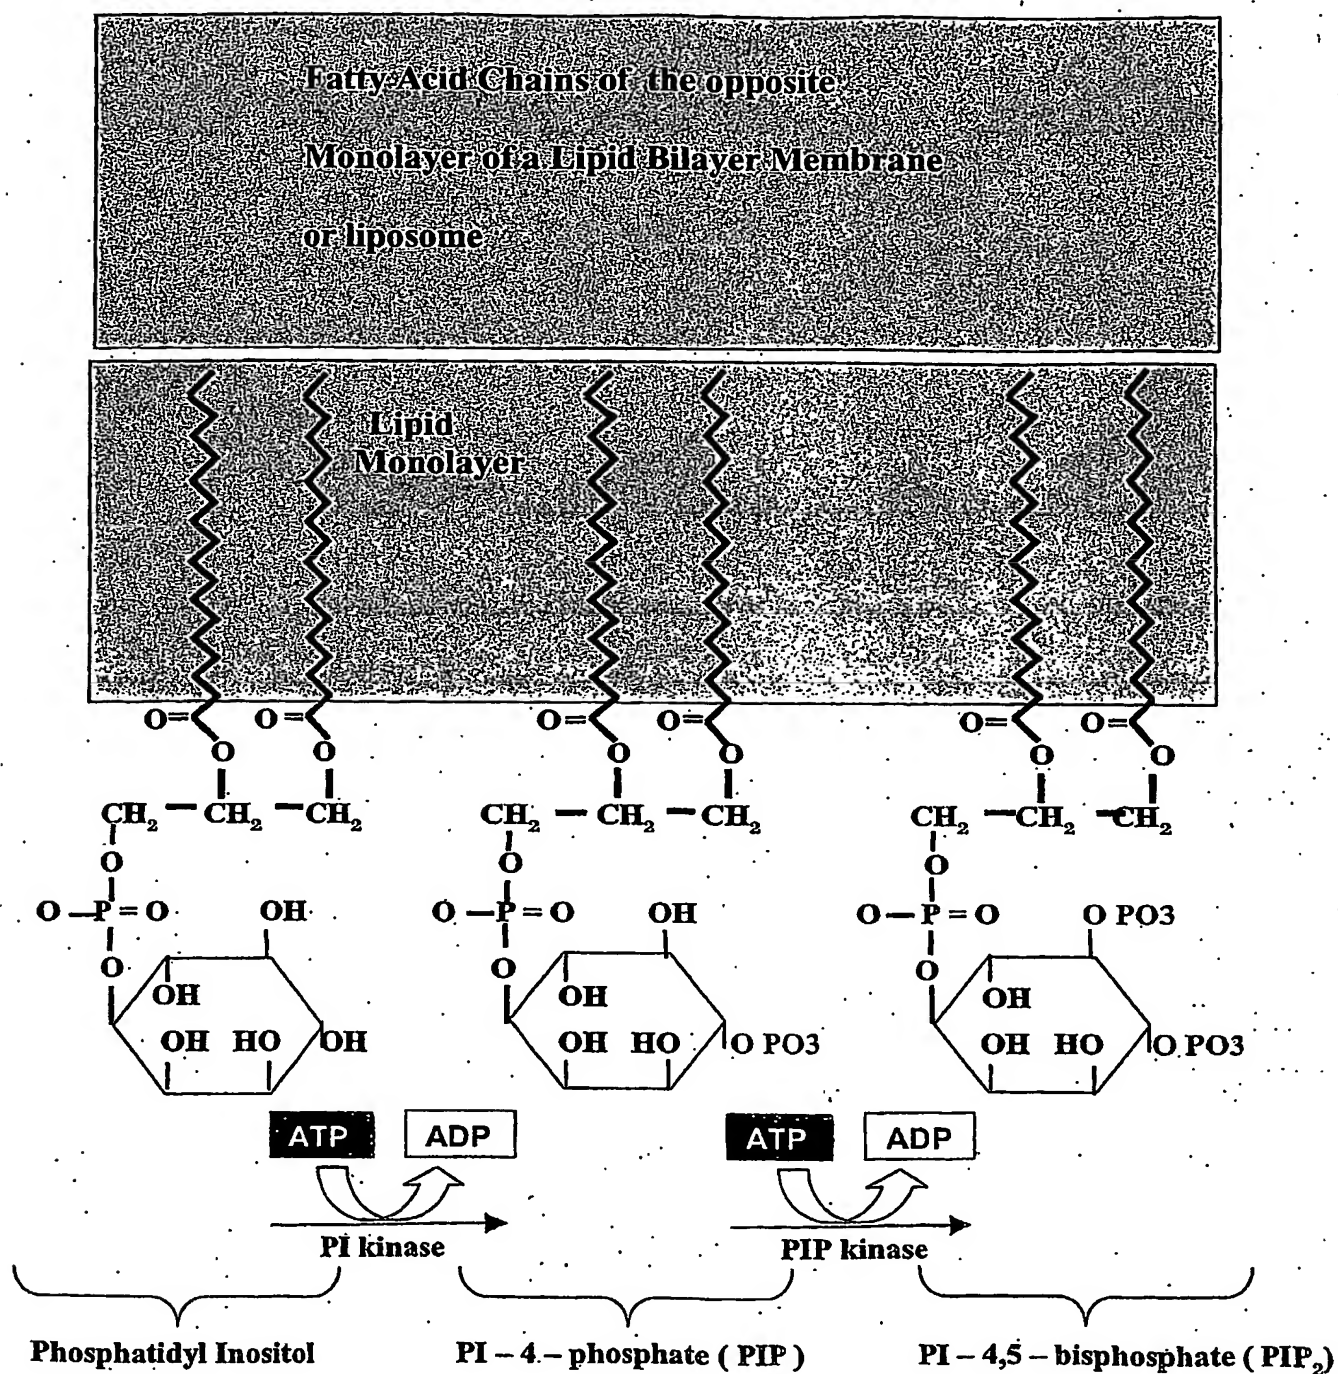 Fatty Acid Chains of the opposite
Monolayer of a Lipid Bilayer Membrane
or liposome
Lipid
Monolayer
O= O= O= O= O= O=
O O O O O O
CH₂ — CH₂ — CH₂ CH₂ — CH₂ — CH₂ CH₂ — CH₂ — CH₂
O O O
O — P = O OH O — P = O OH O — P = O O PO3
O O O
OH OH OH
OH HO OH OH HO O PO3 OH HO O PO3
ATP ADP ATP ADP
PI kinase PIP kinase
Phosphatidyl Inositol PI – 4 – phosphate ( PIP ) PI – 4,5 – bisphosphate ( PIP₂ )